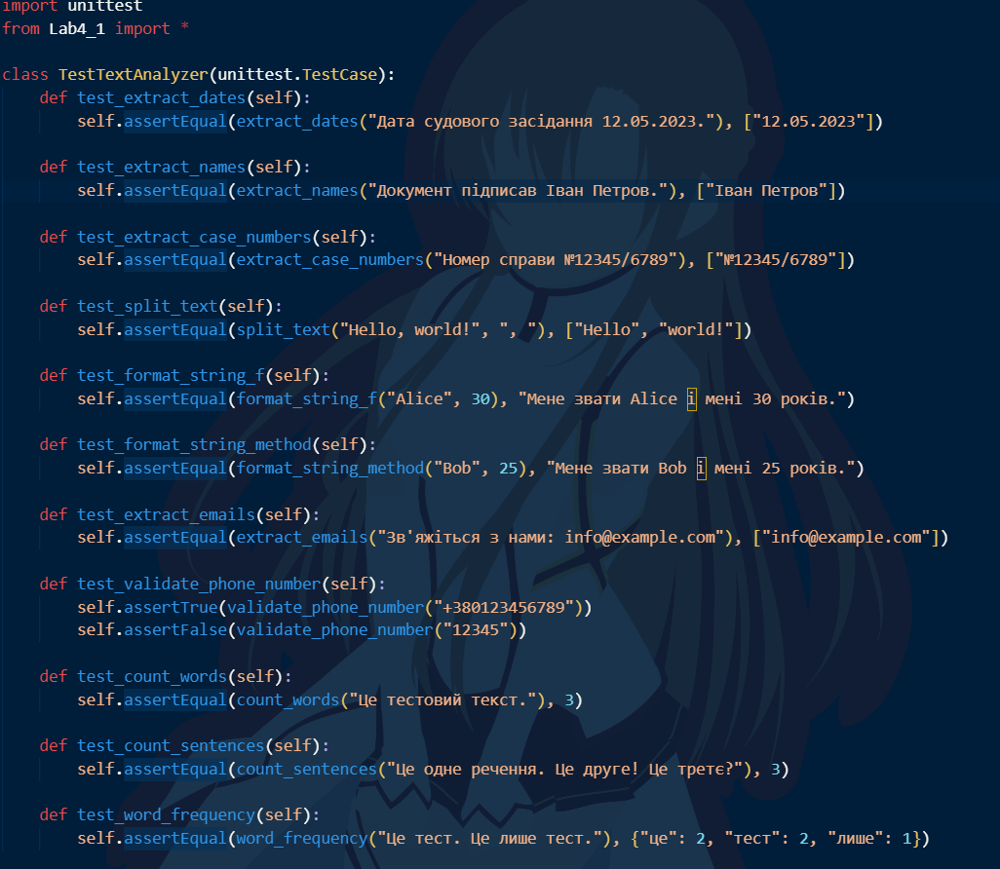 import unittest
from Lab4_1 import *
class TestTextAnalyzer(unittest.TestCase):
def test_extract_dates(self):
self.assertEqual(extract_dates("Дата судового засідання 12.05.2023."), ["12.05.2023"])
def test_extract_names(self):
self.assertEqual(extract_names("Документ підписав Іван Петров."), ["Іван Петров"])
def test_extract_case_numbers(self):
self.assertEqual(extract_case_numbers("Номер справи №12345/6789"), ["№12345/6789"])
def test_split_text(self):
self.assertEqual(split_text("Hello, world!", ", "), ["Hello", "world!"])
def test_format_string_f(self):
self.assertEqual(format_string_f("Alice", 30), "Мене звати Alice і мені 30 років.")
def test_format_string_method(self):
self.assertEqual(format_string_method("Bob", 25), "Мене звати Bob і мені 25 років.")
def test_extract_emails(self):
self.assertEqual(extract_emails("Зв'яжіться з нами: info@example.com"), ["info@example.com"])
def test_validate_phone_number(self):
self.assertTrue(validate_phone_number("+380123456789"))
self.assertFalse(validate_phone_number("12345"))
def test_count_words(self):
self.assertEqual(count_words("Це тестовий текст."), 3)
def test_count_sentences(self):
self.assertEqual(count_sentences("Це одне речення. Це друге! Це третє?"), 3)
def test_word_frequency(self):
self.assertEqual(word_frequency("Це тест. Це лише тест."), {"це": 2, "тест": 2, "лише": 1})